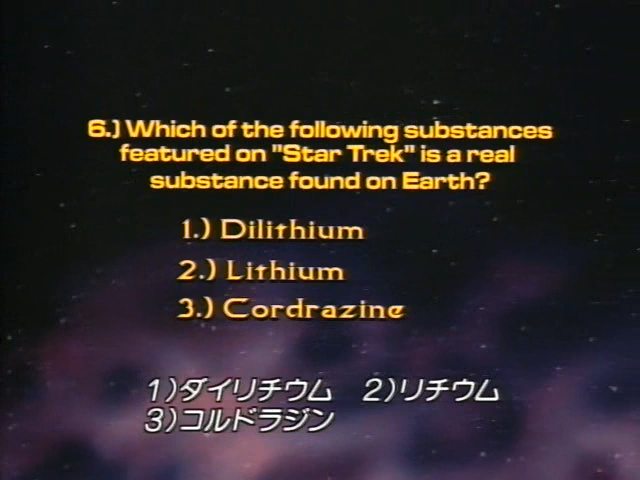 6.) Which of the following substances
featured on "Star Trek" is a real
substance found on Earth?
1.) Dilithium
2.) Lithium
3.) Cordrazine
1)ダイリチウム 2)リチウム
3)コルドラジン